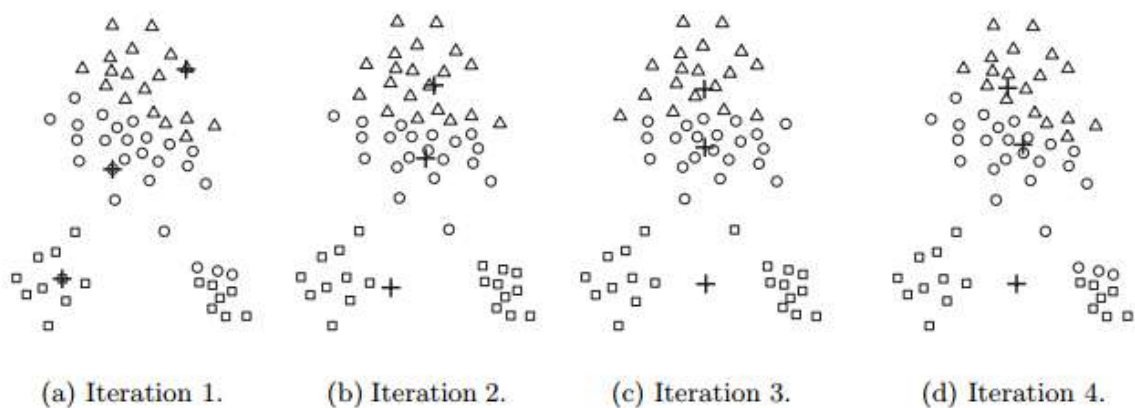 (a) Iteration 1.
(b) Iteration 2.
(c) Iteration 3.
(d) Iteration 4.